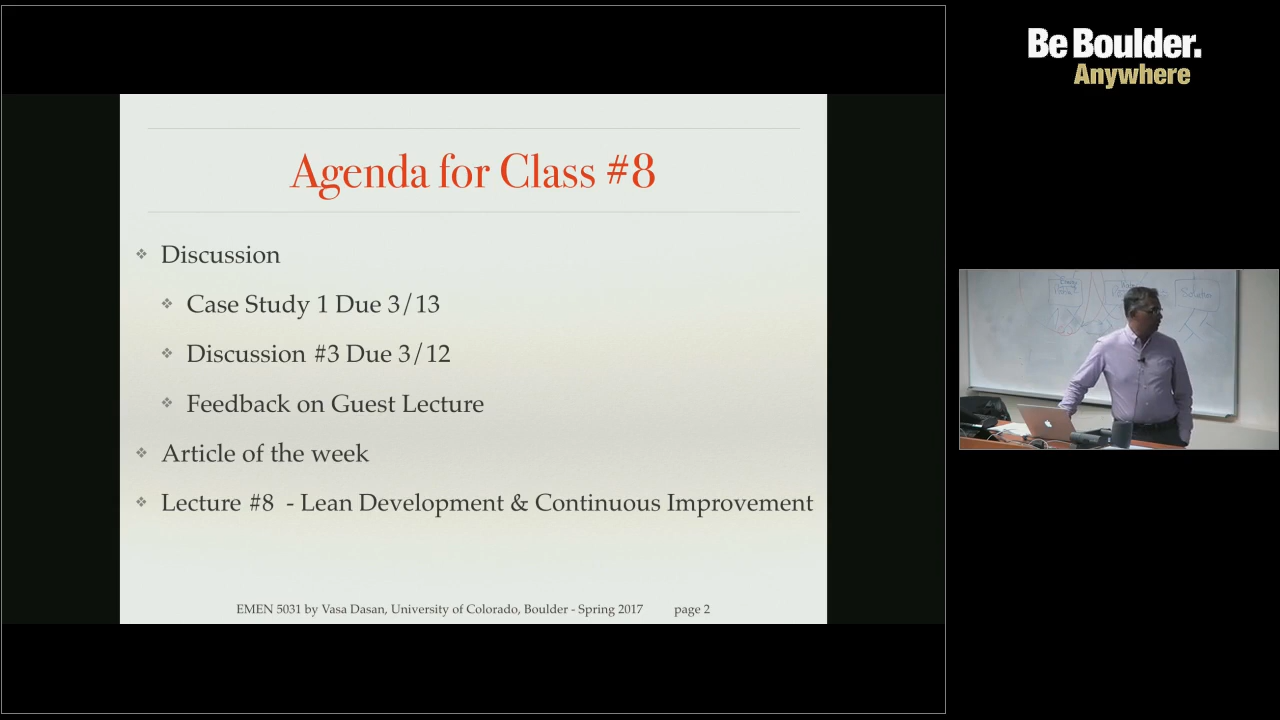 Be Boulder.
Anywhere
Agenda for Class #8
❖ Discussion
❖ Case Study 1 Due 3/13
❖ Discussion #3 Due 3/12
❖ Feedback on Guest Lecture
❖ Article of the week
❖ Lecture #8 - Lean Development & Continuous Improvement
EMEN 5031 by Vasa Dasan, University of Colorado, Boulder - Spring 2017 page 2
Solution